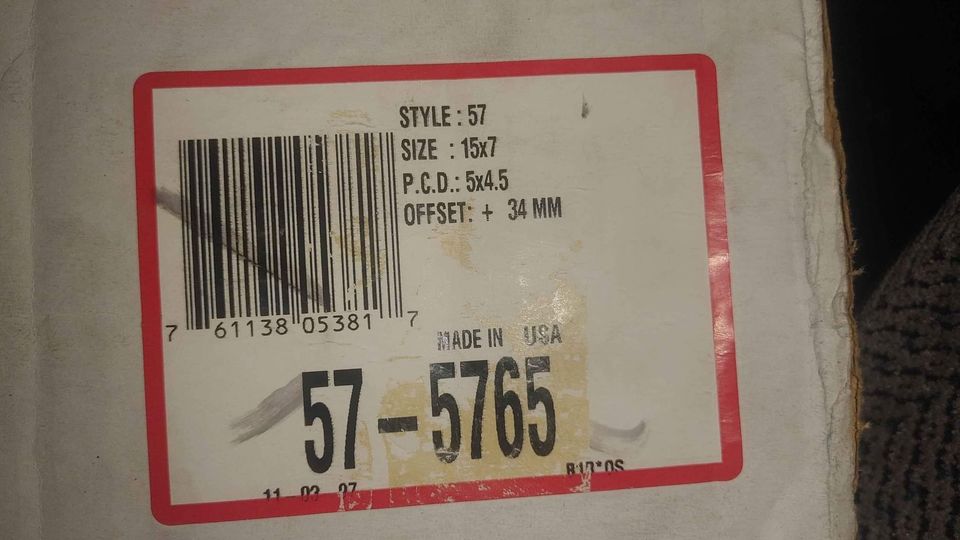 STYLE : 57
SIZE : 15x7
P.C.D.: 5x4.5
OFFSET: + 34 MM
7 61138 05381 7
MADE IN USA
57-5765